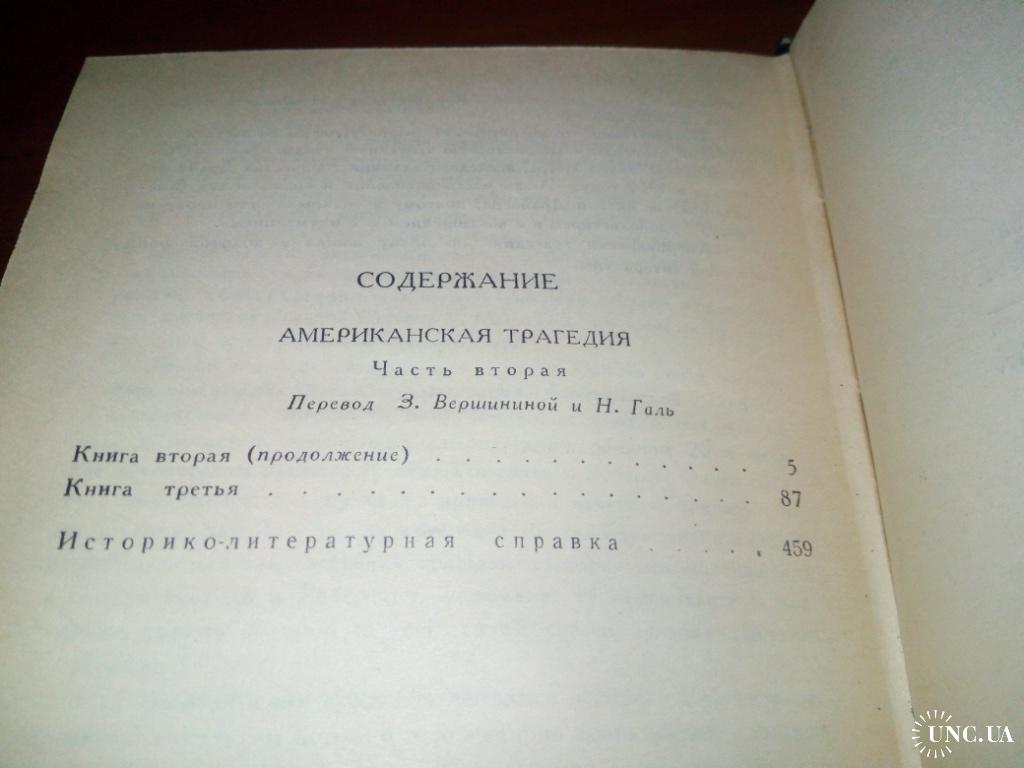 СОДЕРЖАНИЕ
АМЕРИКАНСКАЯ ТРАГЕДИЯ
Часть вторая
Перевод З. Вершининой и Н. Галь
Книга вторая (продолжение) . . . . . . . . . . . . 5
Книга третья . . . . . . . . . . . . . . . . . . 87
Историко-литературная справка . . . . . 459
UNC.UA